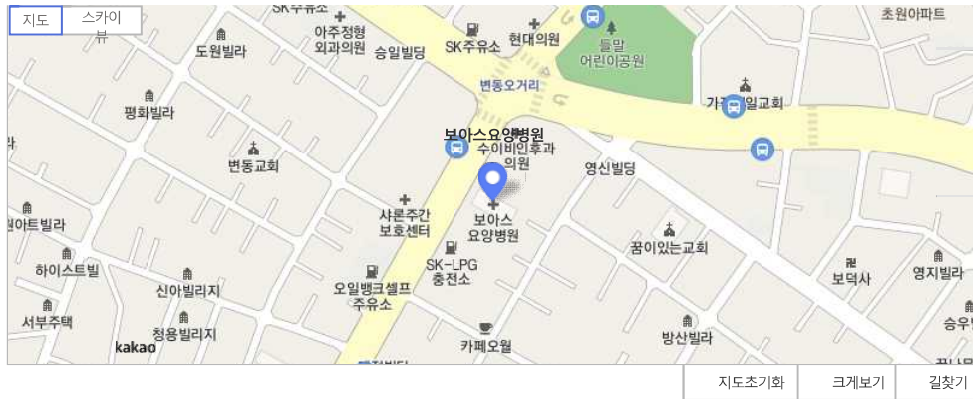 지도
스카이
뷰
SK주유소
아주정형
외과의원
도원빌라
승일빌딩
SK주유소
현대의원
들말
어린이공원
초원아파트
변동오거리
평회빌라
보아스요양병원
수이비인후과
의원
변동교회
영신빌딩
샤론주간
보호센터
보아스
요양병원
꿈이있는교회
하이스트빌
신아빌리지
SK-LPG
충전소
오일뱅크셀프
주유소
보덕사
영지빌라
서부주택
청용빌리지
kakao
카페오월
방산빌라
지도초기화
크게보기
길찾기